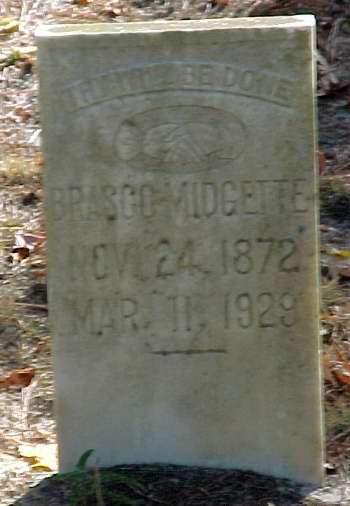 THY WILL BE DONE
BRASCO MIDGETTE
NOV. 24, 1872
MAR. 11, 1929